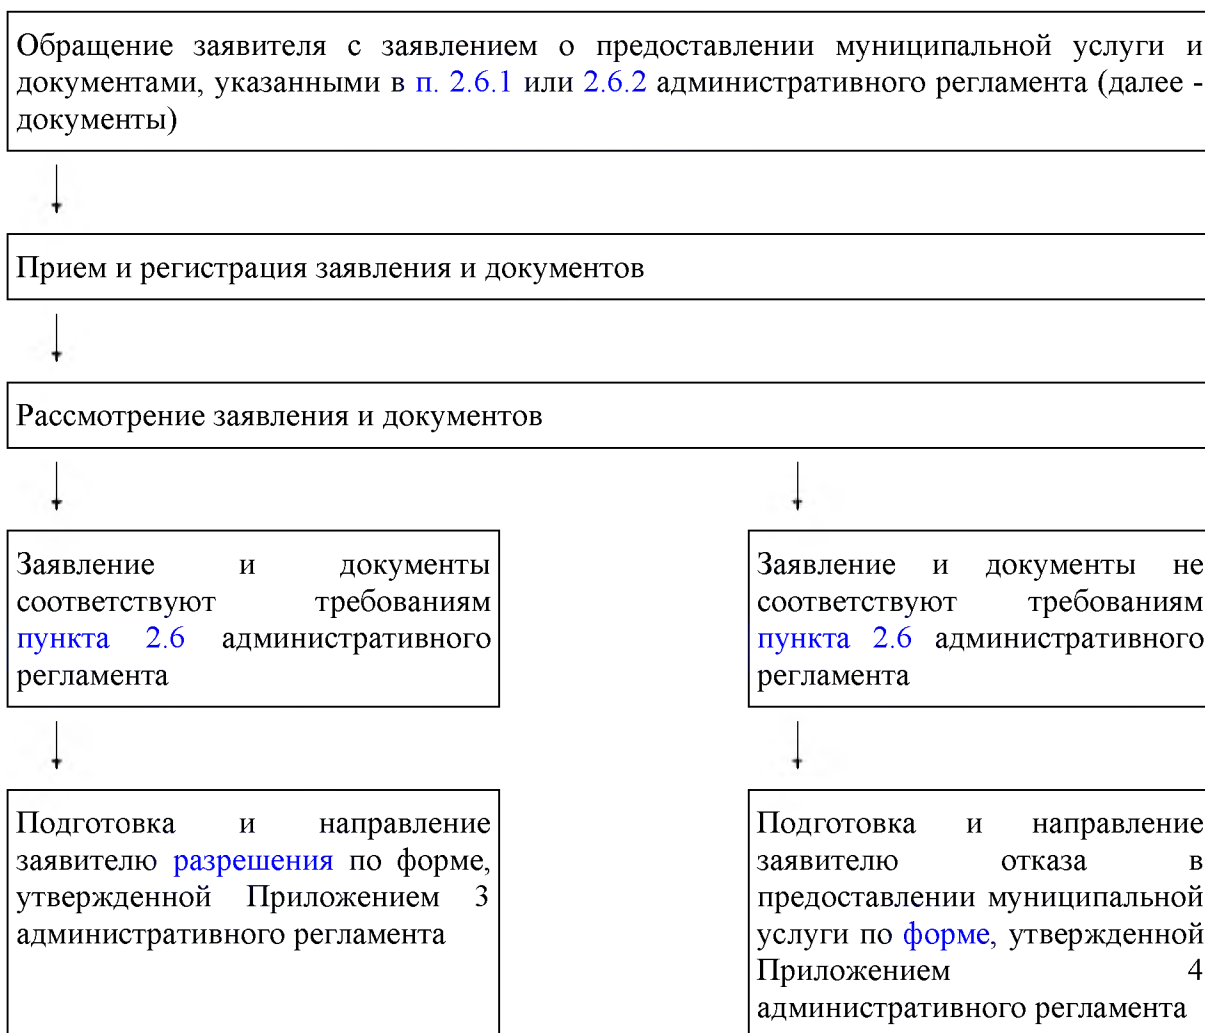 Обращение заявителя с заявлением о предоставлении муниципальной услуги и
документами, указанными в п. 2.6.1 или 2.6.2 административного регламента (далее -
документы)
Прием и регистрация заявления и документов
Рассмотрение заявления и документов
Заявление и документы
соответствуют требованиям
пункта 2.6 административного
регламента
Заявление и документы не
соответствуют требованиям
пункта 2.6 административного
регламента
Подготовка и направление
заявителю разрешения по форме,
утвержденной Приложением 3
административного регламента
Подготовка и направление
заявителю отказа в
предоставлении муниципальной
услуги по форме, утвержденной
Приложением 4
административного регламента